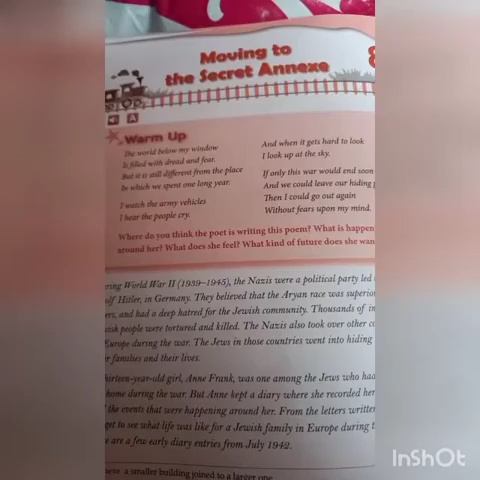 Moving to
the Secret Annexe
8
A
Warm Up
The world below my window
Is filled with dread and fear.
But it is still different from the place
In which we spent one long year.
I watch the army vehicles
I hear the people cry.
And when it gets hard to look
I look up at the sky.
If only this war would end soon
And we could leave our hiding
Then I could go out again
Without fears upon my mind.
Where do you think the poet is writing this poem? What is happen
around her? What does she feel? What kind of future does she wan
ring World War II (1939–1945), the Nazis were a political party led
lf Hitler, in Germany. They believed that the Aryan race was superio
ers, and had a deep hatred for the Jewish community. Thousands of in
wish people were tortured and killed. The Nazis also took over other co
Europe during the war. The Jews in those countries went into hiding
ir families and their lives.
hirteen-year-old girl, Anne Frank, was one among the Jews who had
home during the war. But Anne kept a diary where she recorded her
the events that were happening around her. From the letters written
get to see what life was like for a Jewish family in Europe during t
e are a few early diary entries from July 1942.
a smaller building joined to a larger one
InShOt